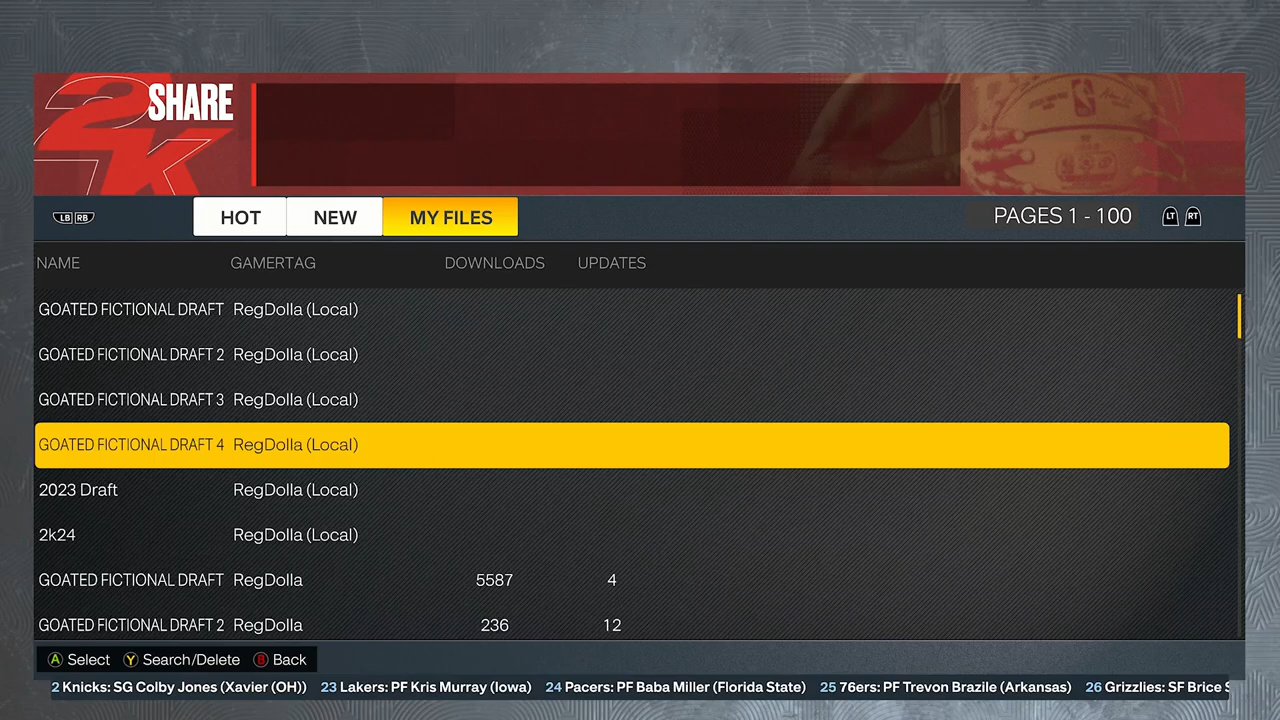 2K SHARE
LB RB HOT NEW MY FILES PAGES 1 - 100 LT RT
NAME GAMERTAG DOWNLOADS UPDATES
GOATED FICTIONAL DRAFT RegDolla (Local)
GOATED FICTIONAL DRAFT 2 RegDolla (Local)
GOATED FICTIONAL DRAFT 3 RegDolla (Local)
GOATED FICTIONAL DRAFT 4 RegDolla (Local)
2023 Draft RegDolla (Local)
2k24 RegDolla (Local)
GOATED FICTIONAL DRAFT RegDolla 5587 4
GOATED FICTIONAL DRAFT 2 RegDolla 236 12
A Select Y Search/Delete B Back
2 Knicks: SG Colby Jones (Xavier (OH)) 23 Lakers: PF Kris Murray (Iowa) 24 Pacers: PF Baba Miller (Florida State) 25 76ers: PF Trevon Brazile (Arkansas) 26 Grizzlies: SF Brice S